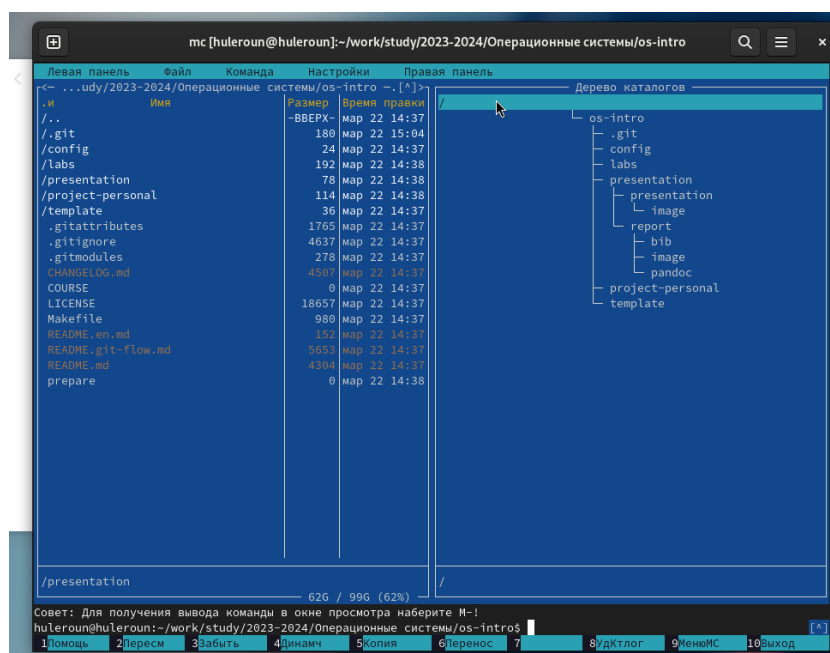 mc [huleroun@huleroun]:~/work/study/2023-2024/Операционные системы/os-intro
Левая панель Файл Команда Настройки Правая панель
<— ...udy/2023-2024/Операционные системы/os-intro —.[^]>
.и Имя Размер Время правки
/.. -ВВЕРХ- мар 22 14:37
/.git 180 мар 22 15:04
/config 24 мар 22 14:37
/labs 192 мар 22 14:38
/presentation 78 мар 22 14:38
/project-personal 114 мар 22 14:38
/template 36 мар 22 14:37
.gitattributes 1765 мар 22 14:37
.gitignore 4637 мар 22 14:37
.gitmodules 278 мар 22 14:37
CHANGELOG.md 4507 мар 22 14:37
COURSE 0 мар 22 14:37
LICENSE 18657 мар 22 14:37
Makefile 980 мар 22 14:37
README.en.md 152 мар 22 14:37
README.git-flow.md 5653 мар 22 14:37
README.md 4304 мар 22 14:37
prepare 0 мар 22 14:38
/presentation
62G / 99G (62%)
Дерево каталогов
/
os-intro
.git
config
labs
presentation
presentation
image
report
bib
image
pandoc
project-personal
template
/
Совет: Для получения вывода команды в окне просмотра наберите M-!
huleroun@huleroun:~/work/study/2023-2024/Операционные системы/os-intro$ [^]
1Помощь 2Пересм 3Забыть 4Динамч 5Копия 6Перенос 7 8УдКтлог 9МенюМС 10Выход